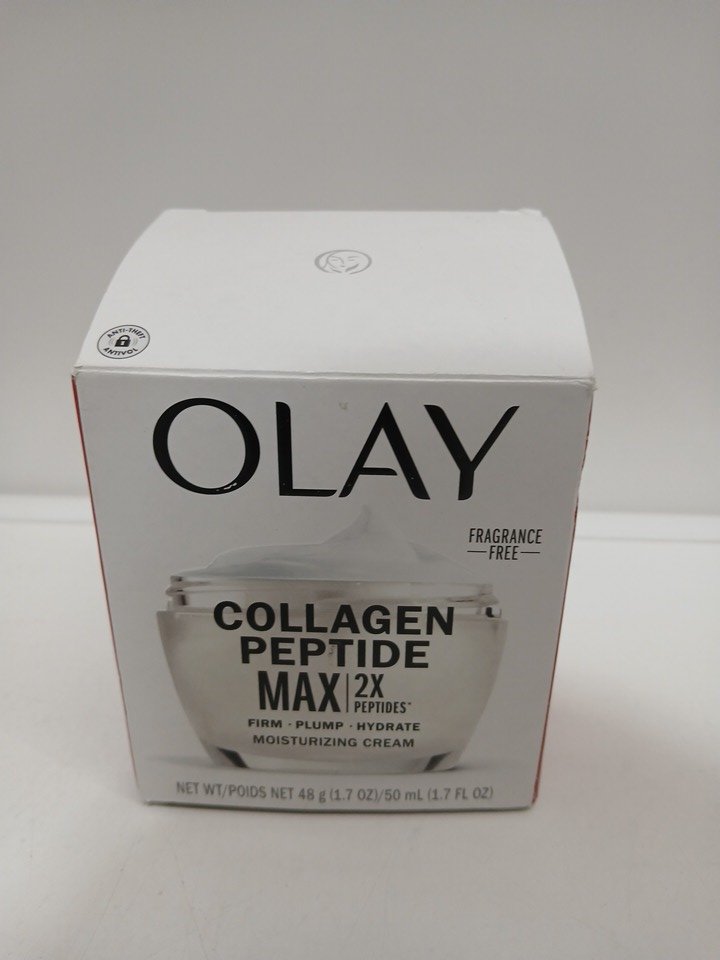 ANTI-THEFT
ANTIVOL
OLAY
FRAGRANCE
FREE
COLLAGEN
PEPTIDE
MAX | 2X
PEPTIDES*
FIRM · PLUMP · HYDRATE
MOISTURIZING CREAM
NET WT/POIDS NET 48 g (1.7 OZ)/50 mL (1.7 FL OZ)